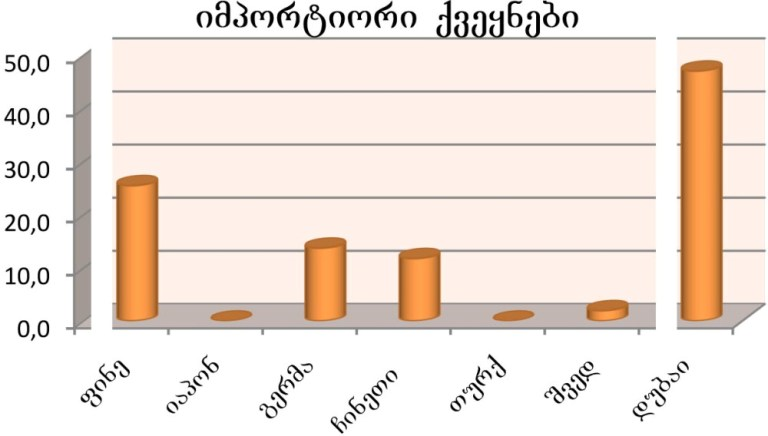 იმპორტიორი ქვეყნები
50,0
40,0
30,0
20,0
10,0
0,0
ფინე
იაპონ
გერმა
ჩინეთი
თურქ
შვედ
დუბაი